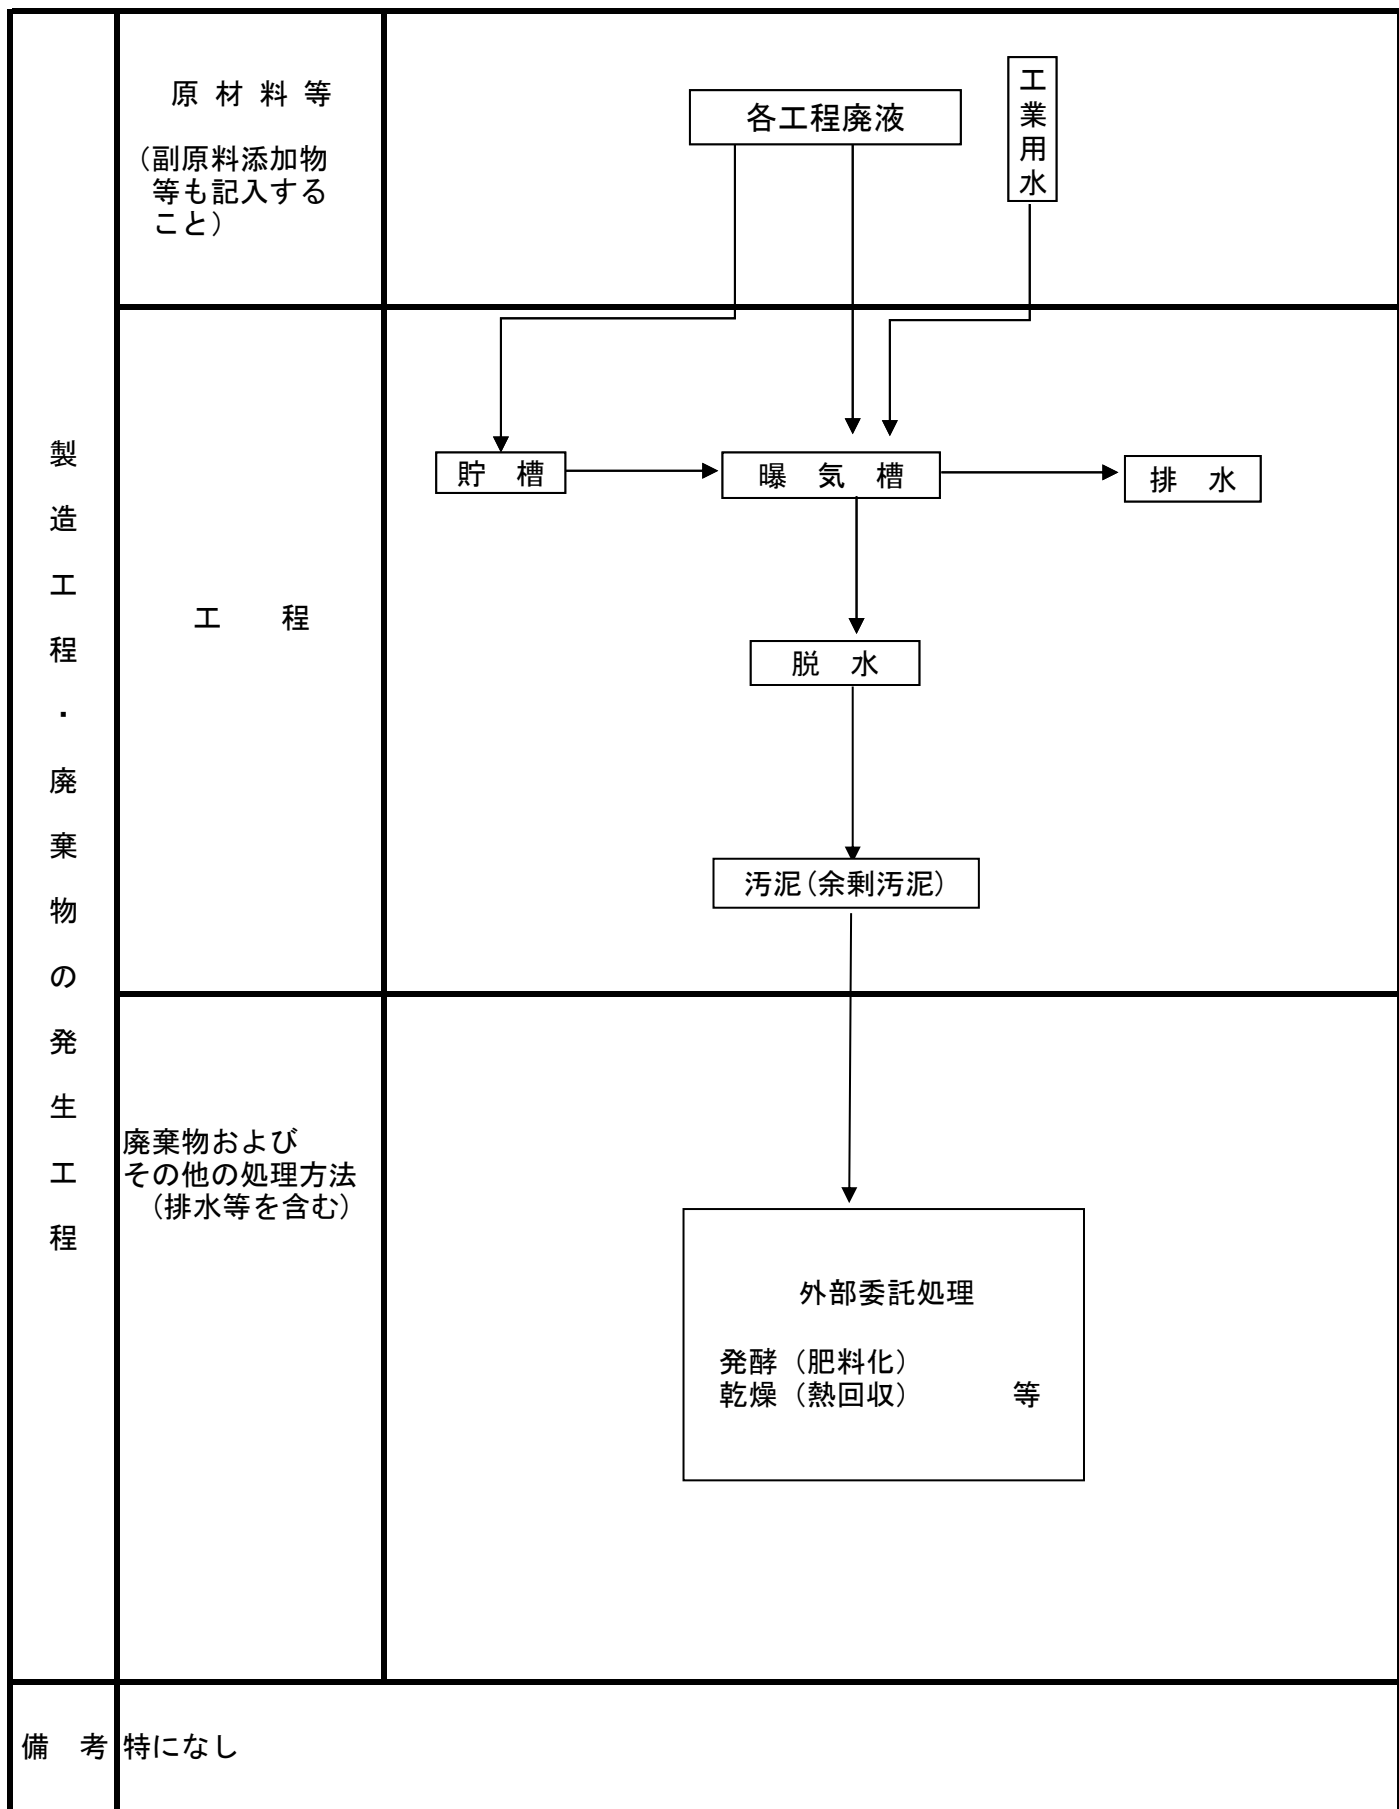 製造工程・廃棄物の発生工程
原 材 料 等
（副原料添加物
等も記入する
こと）
各工程廃液
工業用水
工　　程
貯　槽
曝　気　槽
排　水
脱　水
汚泥（余剰汚泥）
廃棄物および
その他の処理方法
（排水等を含む）
外部委託処理
発酵（肥料化）
乾燥（熱回収）　　　等
備　考
特になし